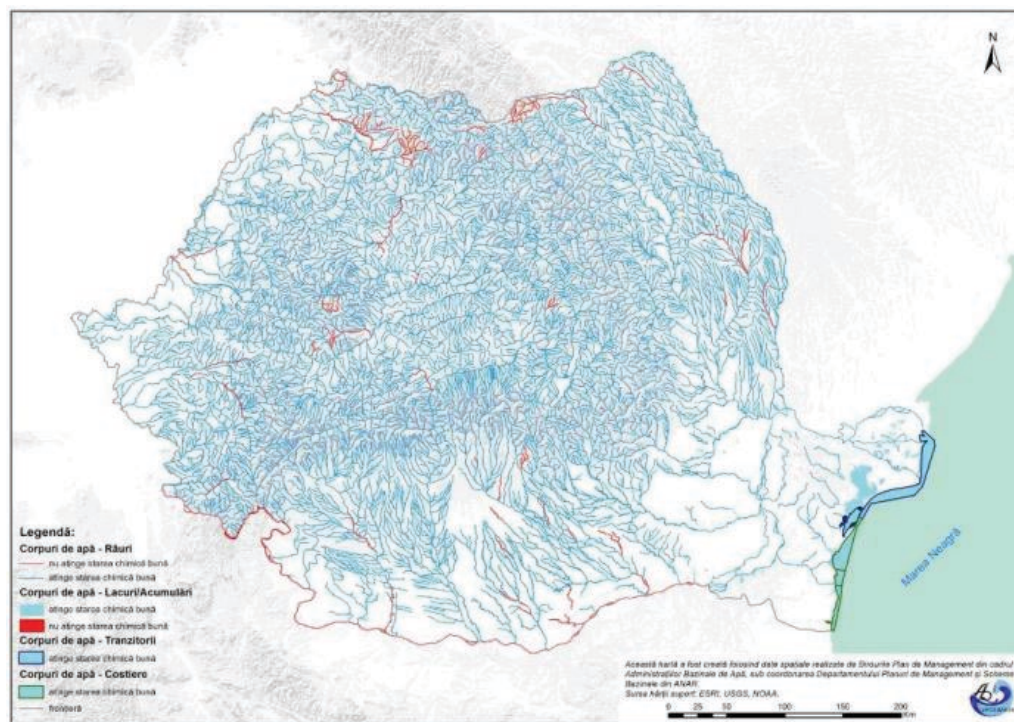 N
Marea Neagră
Legendă:
Corpuri de apă - Râuri
nu atinge starea chimică bună
atinge starea chimică bună
Corpuri de apă - Lacuri/Acumulări
atinge starea chimică bună
nu atinge starea chimică bună
Corpuri de apă - Tranzitorii
atinge starea chimică bună
Corpuri de apă - Costiere
atinge starea chimică bună
frontieră
Această hartă a fost creată folosind date spațiale realizate de Birourile Plan de Management din cadrul
Administrațiilor Bazinale de Apă, sub coordonarea Departamentului Planuri de Management și Scheme
Bazinale din ANAR.
Sursa hărții suport: ESRI, USGS, NOAA.
0 25 50 100 150 200
Km